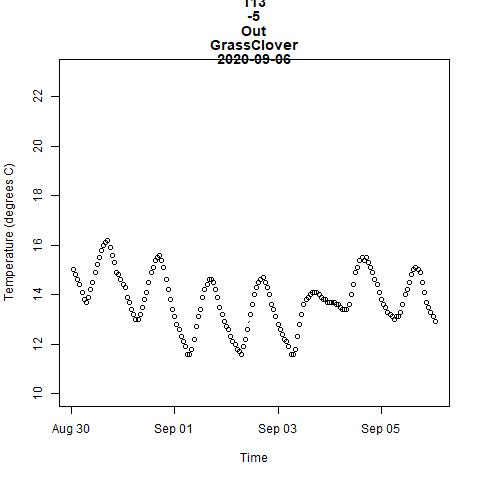 113
-5
Out
GrassClover
2020-09-06
Temperature (degrees C)
22
20
18
16
14
12
10
Aug 30 Sep 01 Sep 03 Sep 05
Time